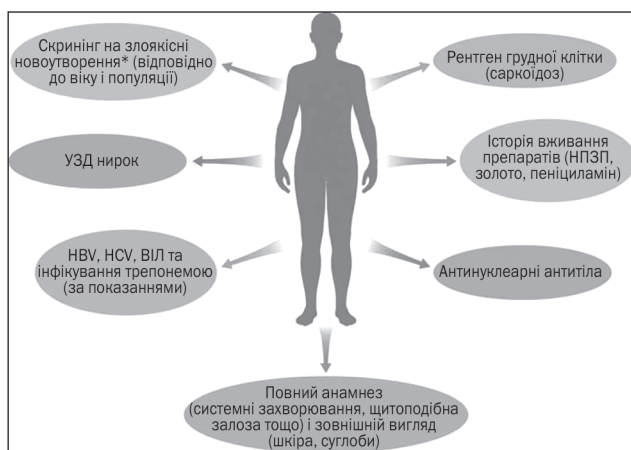 Скринінг на злоякісні
новоутворення* (відповідно
до віку і популяції)
Рентген грудної клітки
(саркоїдоз)
УЗД нирок
Історія вживання
препаратів (НПЗП,
золото, пеніциламін)
HBV, HCV, ВІЛ та
інфікування трепонемою
(за показаннями)
Антинуклеарні антитіла
Повний анамнез
(системні захворювання, щитоподібна
залоза тощо) і зовнішній вигляд
(шкіра, суглоби)